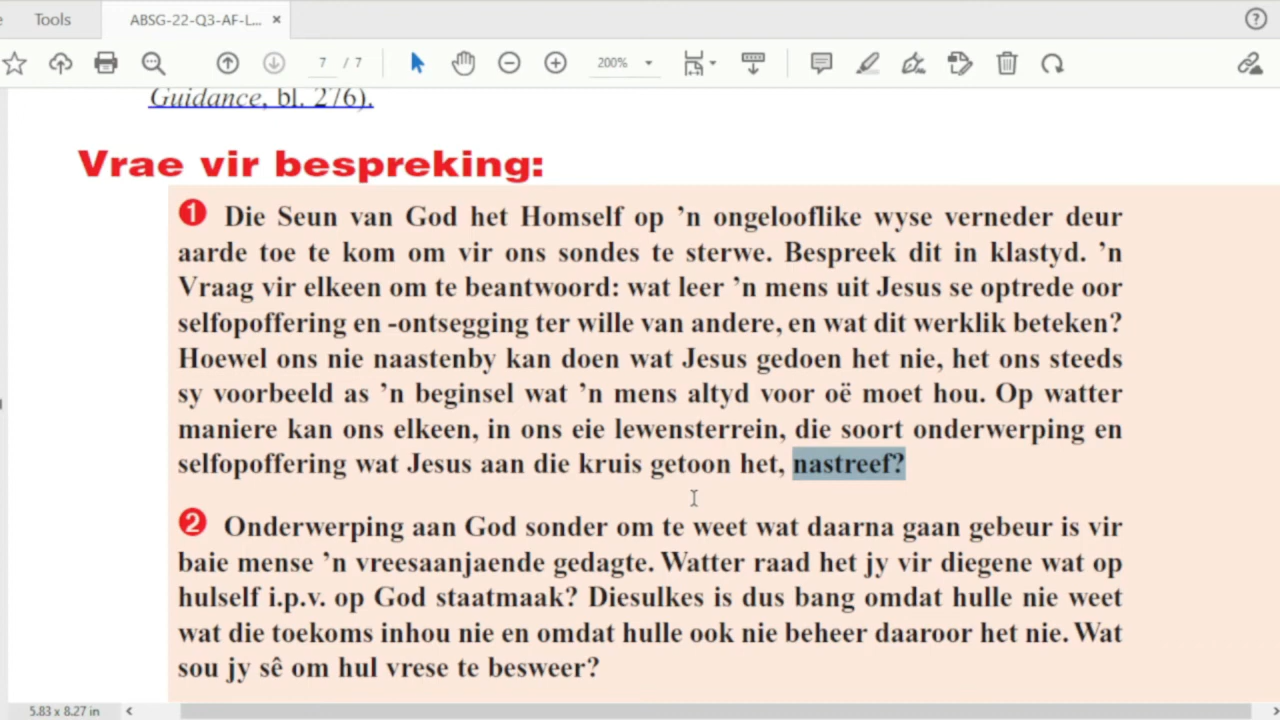 Tools
ABSG-22-Q3-AF-L... ×
7 / 7
200%
Guidance, bl. 276).
Vrae vir bespreking:
1 Die Seun van God het Homself op ’n ongelooflike wyse verneder deur
aarde toe te kom om vir ons sondes te sterwe. Bespreek dit in klastyd. ’n
Vraag vir elkeen om te beantwoord: wat leer ’n mens uit Jesus se optrede oor
selfopoffering en -ontsegging ter wille van andere, en wat dit werklik beteken?
Hoewel ons nie naastenby kan doen wat Jesus gedoen het nie, het ons steeds
sy voorbeeld as ’n beginsel wat ’n mens altyd voor oë moet hou. Op watter
maniere kan ons elkeen, in ons eie lewensterrein, die soort onderwerping en
selfopoffering wat Jesus aan die kruis getoon het, nastreef?
2 Onderwerping aan God sonder om te weet wat daarna gaan gebeur is vir
baie mense ’n vreesaanjaende gedagte. Watter raad het jy vir diegene wat op
hulself i.p.v. op God staatmaak? Diesulkes is dus bang omdat hulle nie weet
wat die toekoms inhou nie en omdat hulle ook nie beheer daaroor het nie. Wat
sou jy sê om hul vrese te besweer?
5.83 x 8.27 in